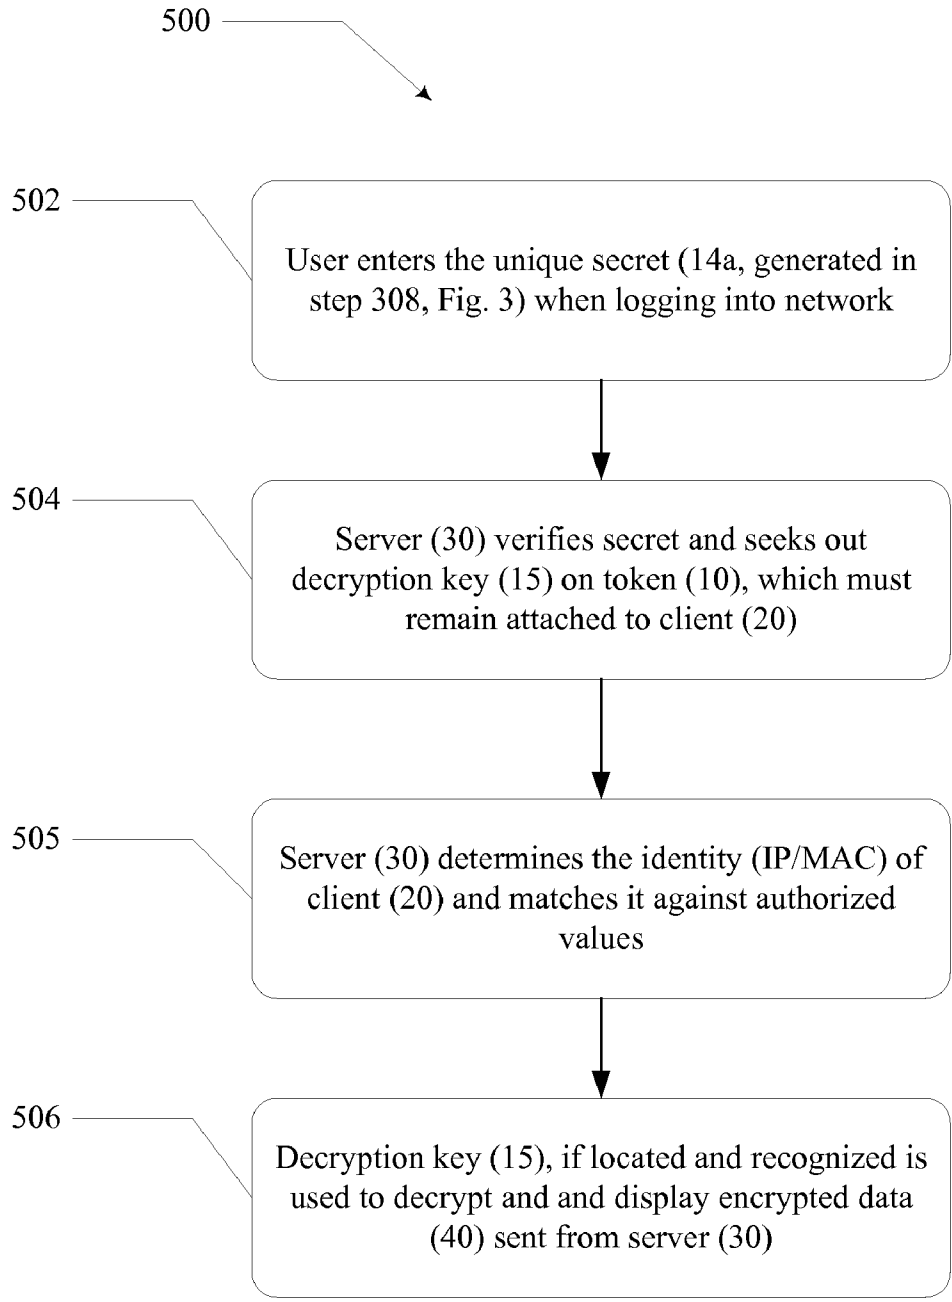 500
502
User enters the unique secret (14a, generated in
step 308, Fig. 3) when logging into network
504
Server (30) verifies secret and seeks out
decryption key (15) on token (10), which must
remain attached to client (20)
505
Server (30) determines the identity (IP/MAC) of
client (20) and matches it against authorized
values
506
Decryption key (15), if located and recognized is
used to decrypt and and display encrypted data
(40) sent from server (30)